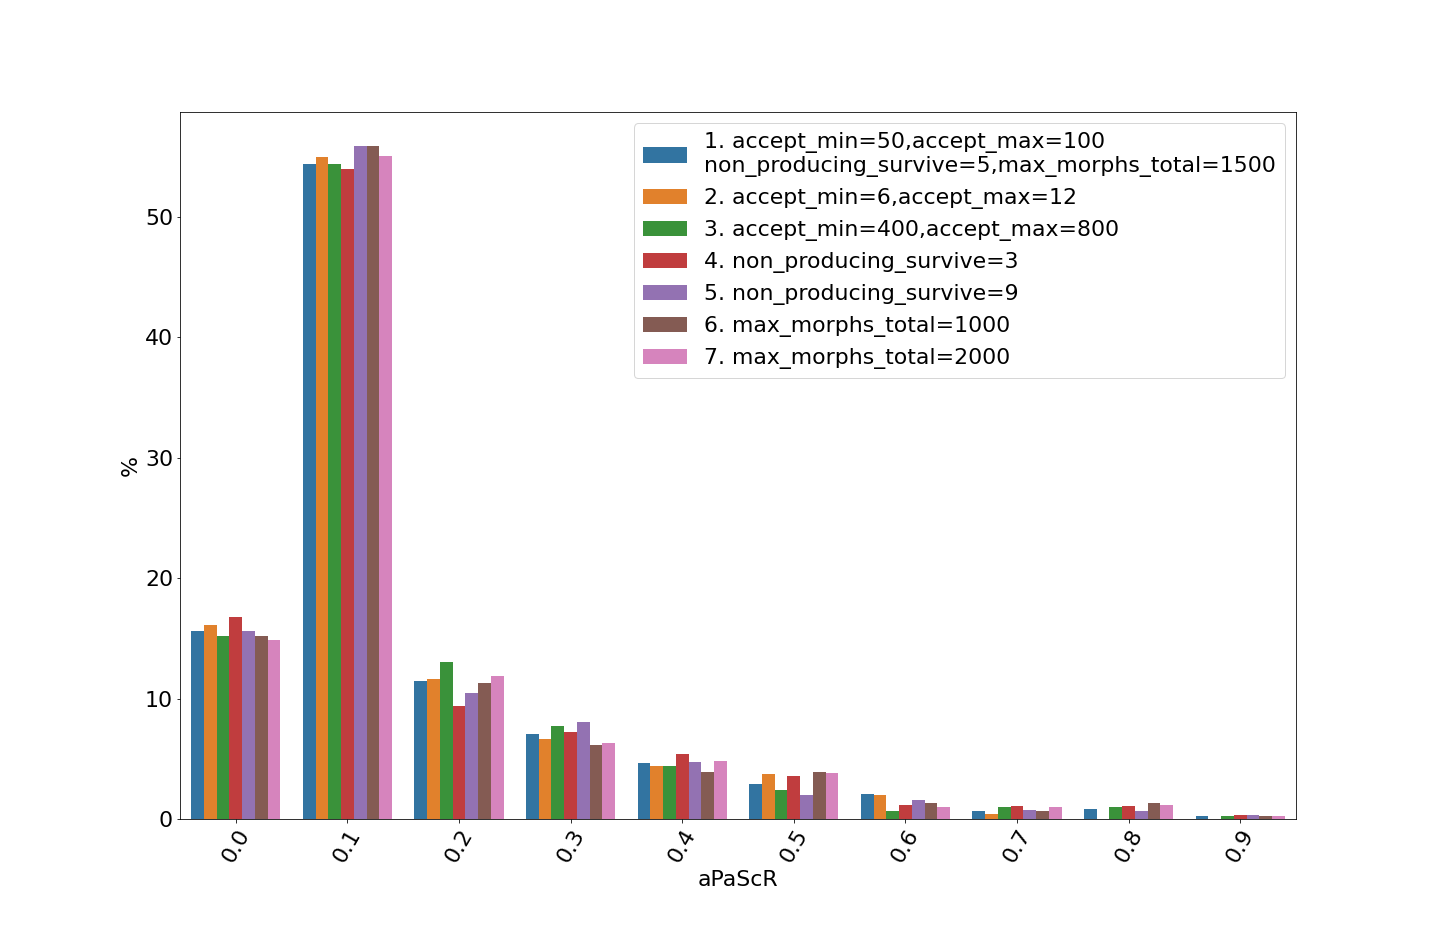 1. accept_min=50,accept_max=100
non_producing_survive=5,max_morphs_total=1500
2. accept_min=6,accept_max=12
3. accept_min=400,accept_max=800
4. non_producing_survive=3
5. non_producing_survive=9
6. max_morphs_total=1000
7. max_morphs_total=2000
50
40
30
20
10
0
%
0.0 0.1 0.2 0.3 0.4 0.5 0.6 0.7 0.8 0.9
aPaScR